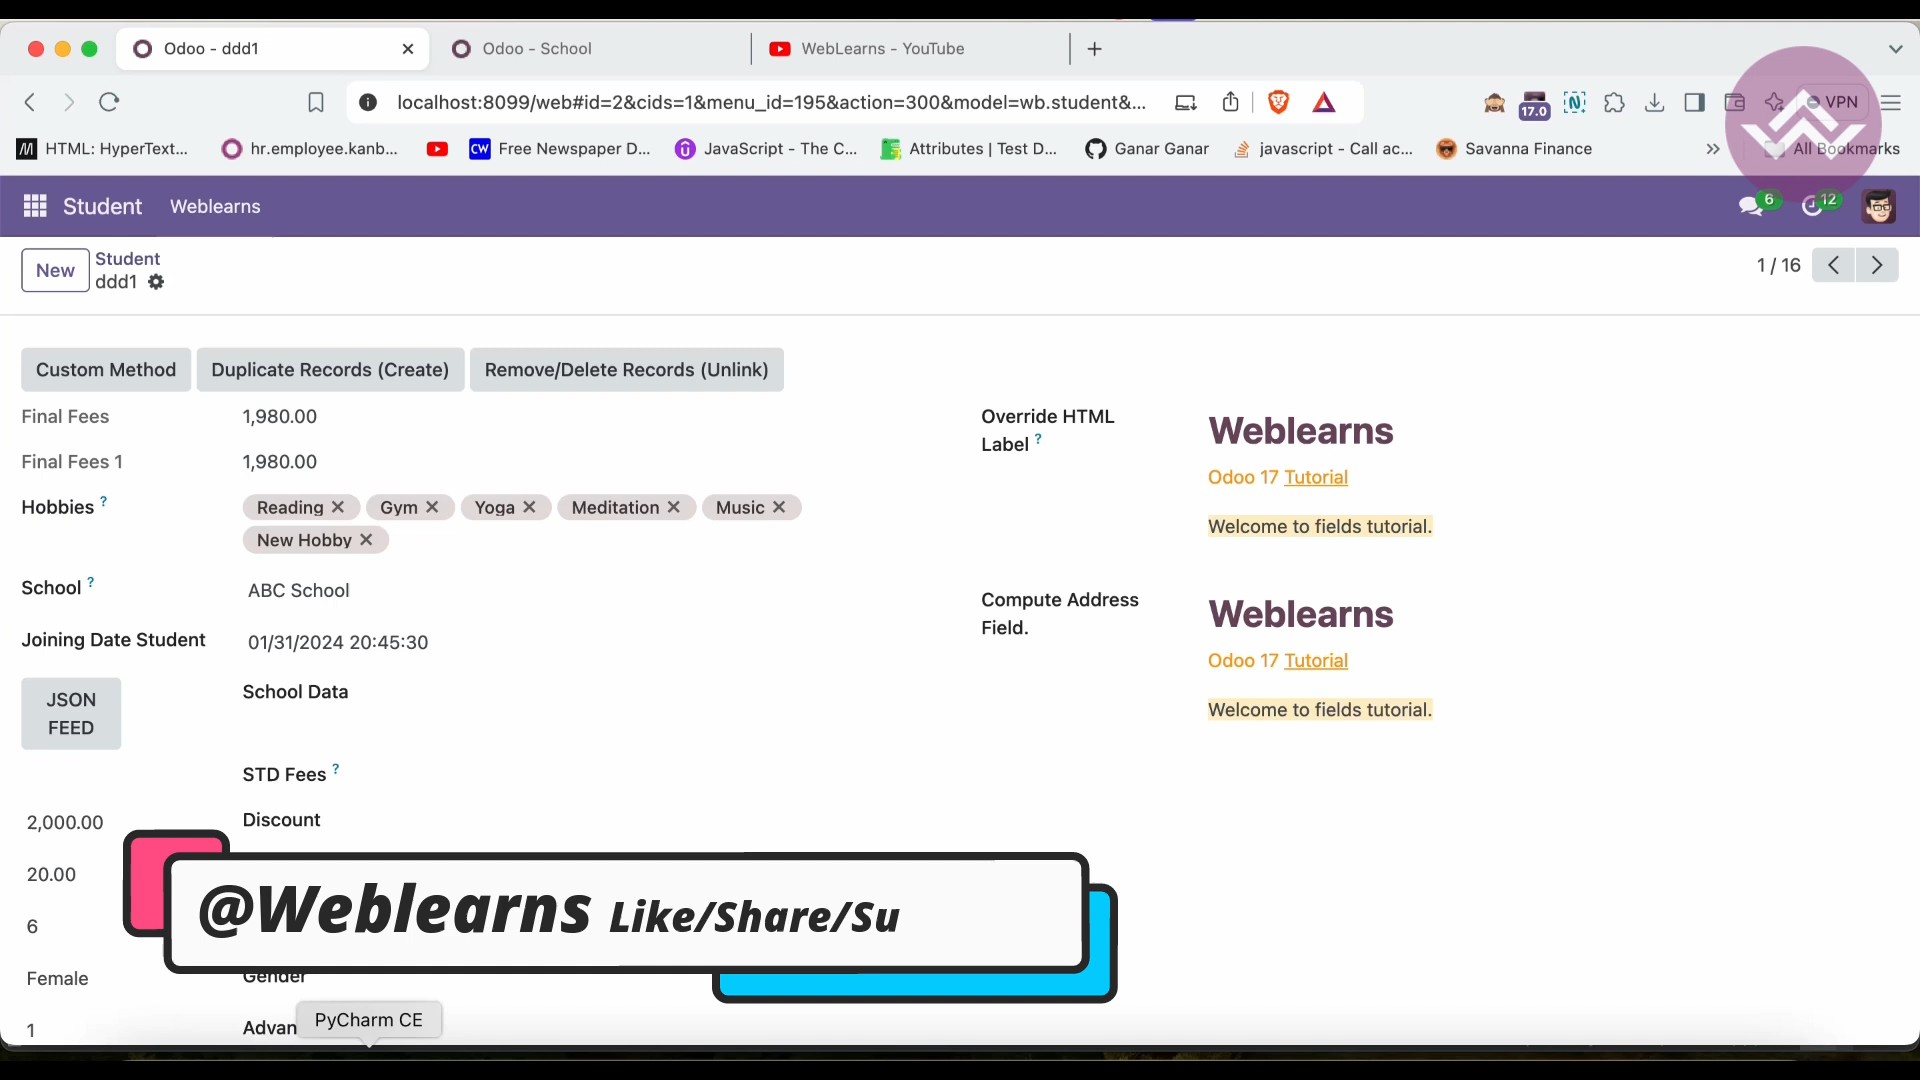 Odoo - ddd1
Odoo - School
WebLearns - YouTube
localhost:8099/web#id=2&cids=1&menu_id=195&action=300&model=wb.student&...
17.0
VPN
HTML: HyperText...
hr.employee.kanb...
CW Free Newspaper D...
JavaScript - The C...
Attributes | Test D...
Ganar Ganar
javascript - Call ac...
Savanna Finance
All Bookmarks
Student
Weblearns
6
12
New
Student
ddd1
1 / 16
Custom Method
Duplicate Records (Create)
Remove/Delete Records (Unlink)
Final Fees
1,980.00
Final Fees 1
1,980.00
Hobbies ?
Reading
Gym
Yoga
Meditation
Music
New Hobby
School ?
ABC School
Joining Date Student
01/31/2024 20:45:30
JSON
FEED
School Data
STD Fees ?
2,000.00
Discount
20.00
6
Female
Gender
1
Advan
Override HTML
Label ?
Weblearns
Odoo 17 Tutorial
Welcome to fields tutorial.
Compute Address
Field.
Weblearns
Odoo 17 Tutorial
Welcome to fields tutorial.
@Weblearns Like/Share/Su
PyCharm CE